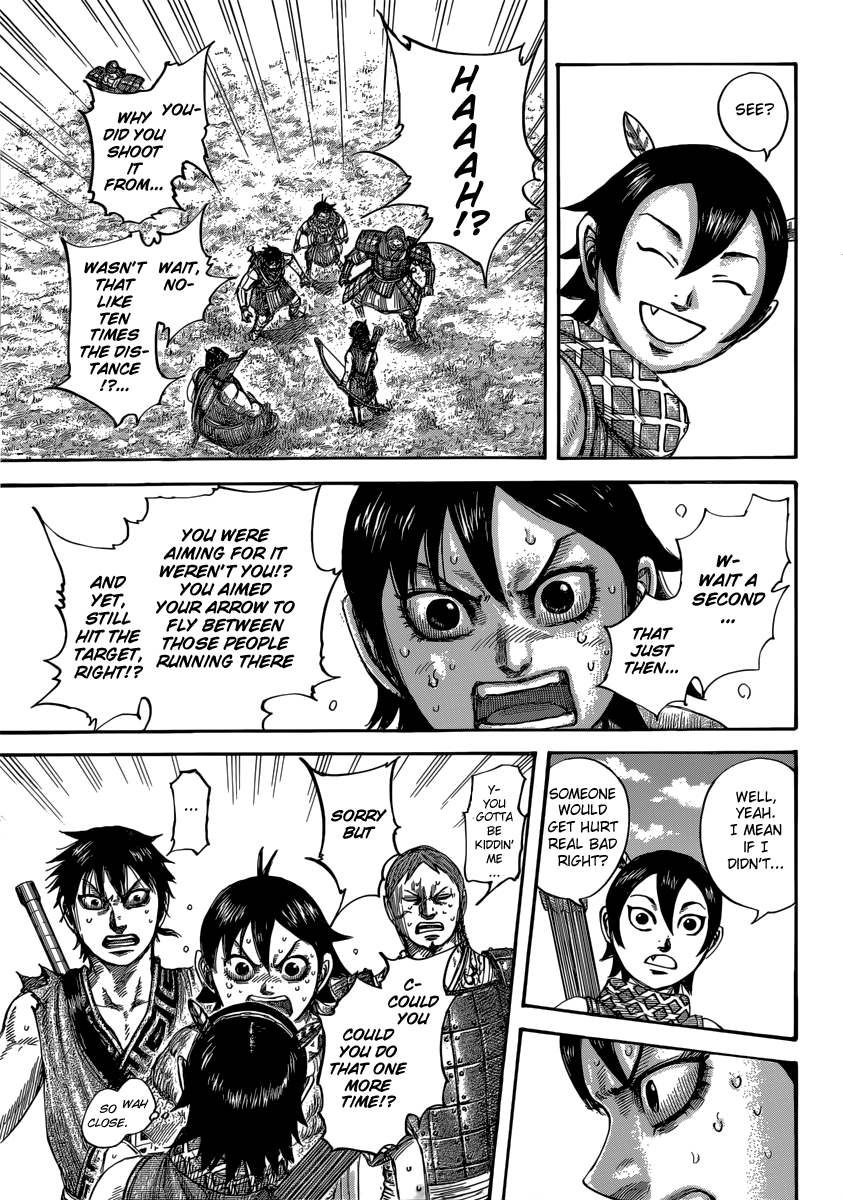 SEE?
HAAAH!?
YOU-
WHY
DID YOU
SHOOT
IT
FROM...
WAIT,
NO-
WASN'T
THAT
LIKE
TEN
TIMES
THE DIS-
TANCE
!?...
W-
WAIT A
SECOND
...
THAT
JUST
THEN...
YOU WERE
AIMING FOR IT
WEREN'T YOU!?
YOU AIMED
YOUR ARROW TO
FLY BETWEEN
THOSE PEOPLE
RUNNING THERE
AND
YET,
STILL
HIT THE
TARGET,
RIGHT!?
WELL,
YEAH.
I MEAN
IF I
DIDN'T...
SOMEONE
WOULD
GET HURT
REAL BAD
RIGHT?
Y-
YOU
GOTTA
BE
KIDDIN'
ME
...
SORRY
BUT
...
C-
COULD
YOU
COULD
YOU DO
THAT ONE
MORE
TIME!?
WAH
SO
CLOSE.